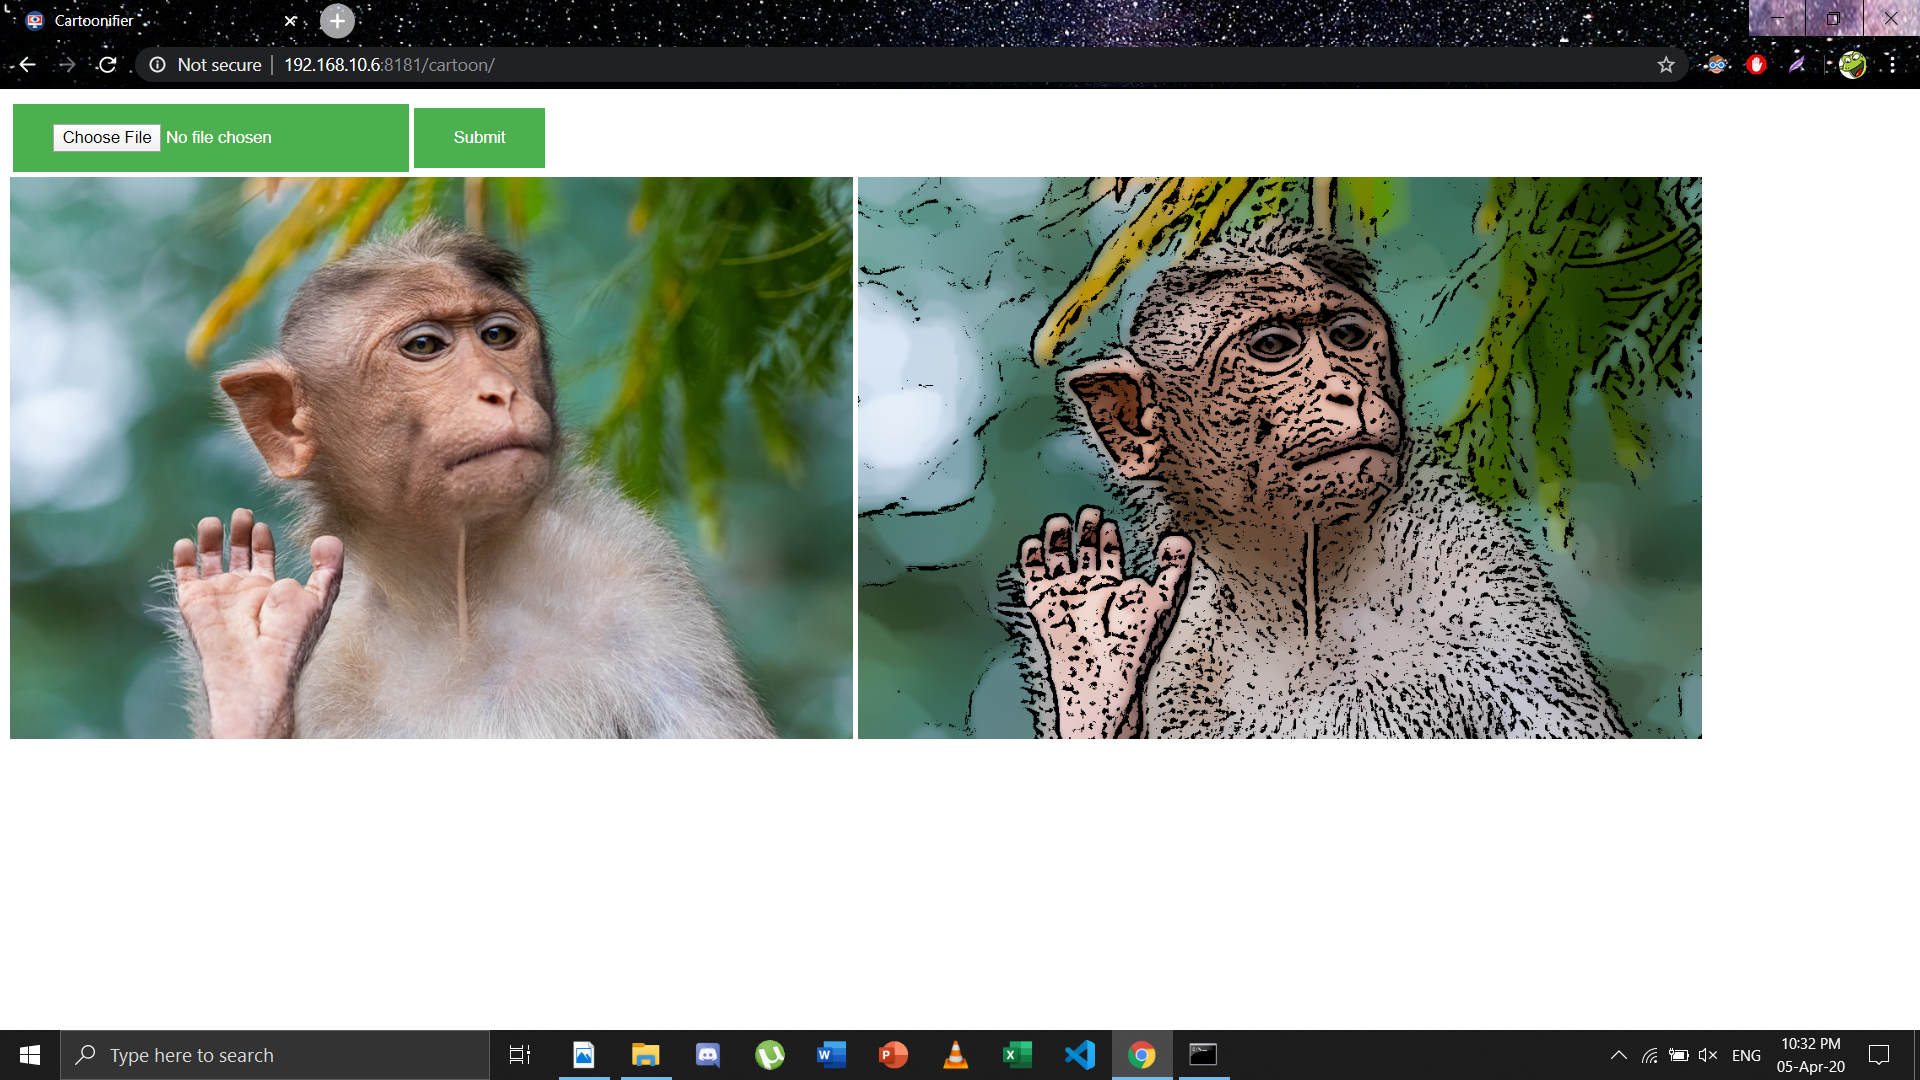 Cartoonifier
Not secure | 192.168.10.6:8181/cartoon/
Choose File No file chosen
Submit
Type here to search
W
P
X
ENG
10:32 PM
05-Apr-20